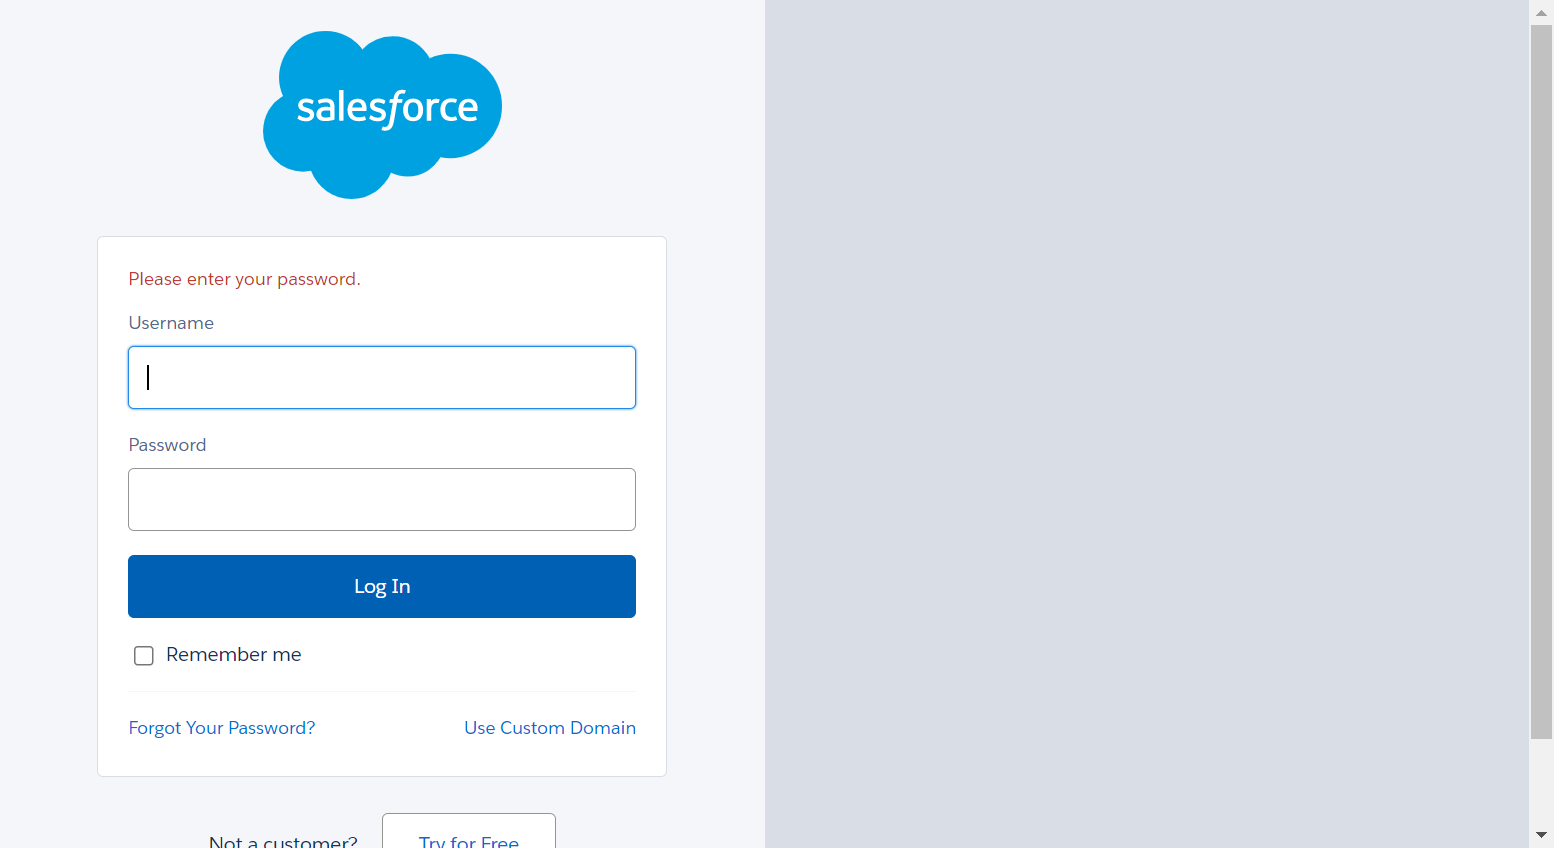 salesforce
Please enter your password.
Username
Password
Log In
Remember me
Forgot Your Password?
Use Custom Domain
Not a customer?
Try for Free